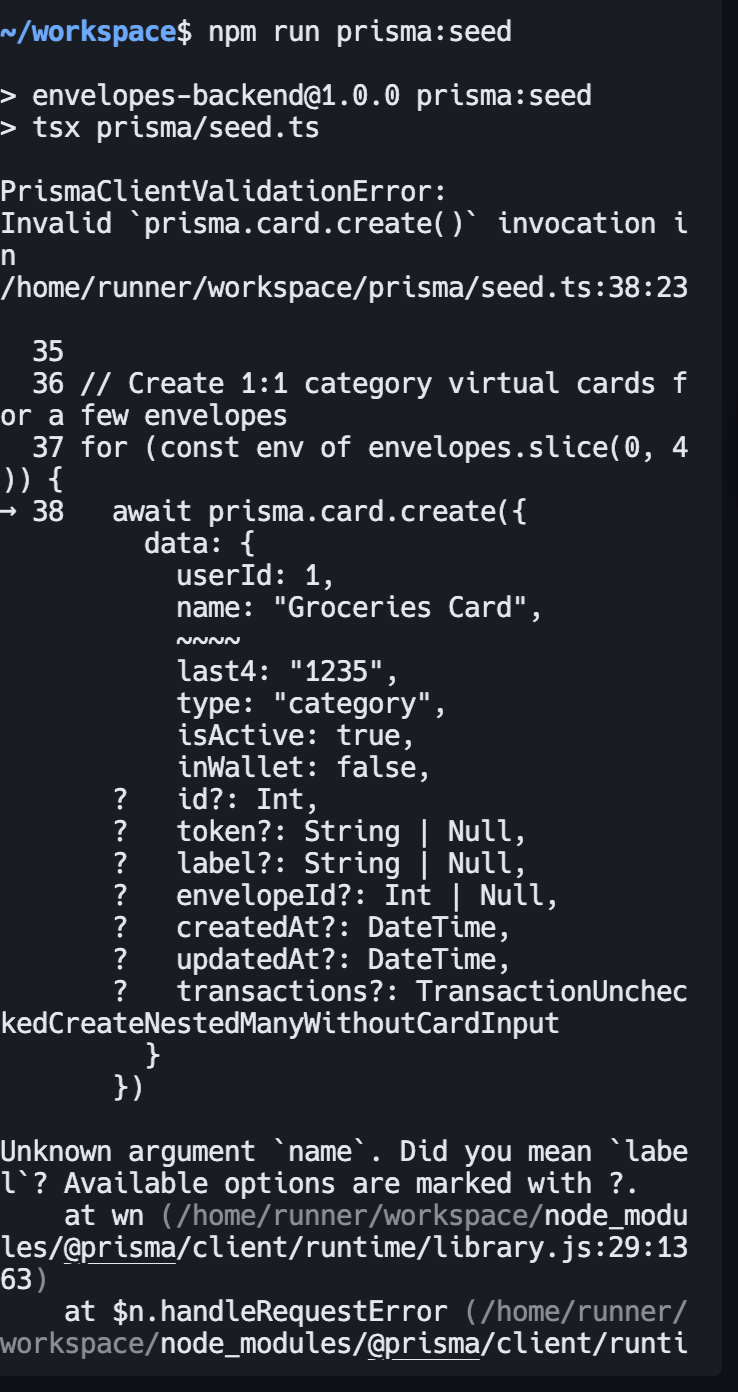 ~/workspace$ npm run prisma:seed

> envelopes-backend@1.0.0 prisma:seed
> tsx prisma/seed.ts

PrismaClientValidationError:
Invalid `prisma.card.create()` invocation i
n
/home/runner/workspace/prisma/seed.ts:38:23

  35
  36 // Create 1:1 category virtual cards f
or a few envelopes
  37 for (const env of envelopes.slice(0, 4
)) {
→ 38   await prisma.card.create({
         data: {
           userId: 1,
           name: "Groceries Card",
           ~~~~
           last4: "1235",
           type: "category",
           isActive: true,
           inWallet: false,
       ?   id?: Int,
       ?   token?: String | Null,
       ?   label?: String | Null,
       ?   envelopeId?: Int | Null,
       ?   createdAt?: DateTime,
       ?   updatedAt?: DateTime,
       ?   transactions?: TransactionUnchec
kedCreateNestedManyWithoutCardInput
         }
       })

Unknown argument `name`. Did you mean `labe
l`? Available options are marked with ?.
    at wn (/home/runner/workspace/node_modu
les/@prisma/client/runtime/library.js:29:13
63)
    at $n.handleRequestError (/home/runner/
workspace/node_modules/@prisma/client/runti